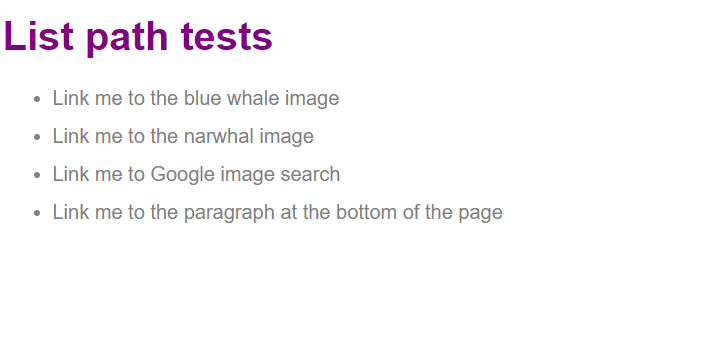 List path tests
Link me to the blue whale image
Link me to the narwhal image
Link me to Google image search
Link me to the paragraph at the bottom of the page